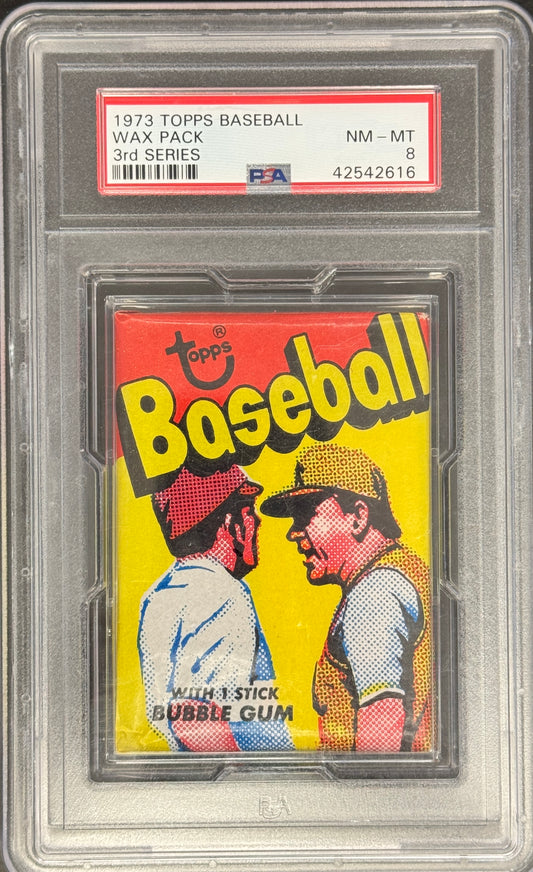 1973 TOPPS BASEBALL
WAX PACK NM – MT
3rd SERIES 8
PSA 42542616
Topps®
Baseball
WITH 1 STICK
BUBBLE GUM
PSA